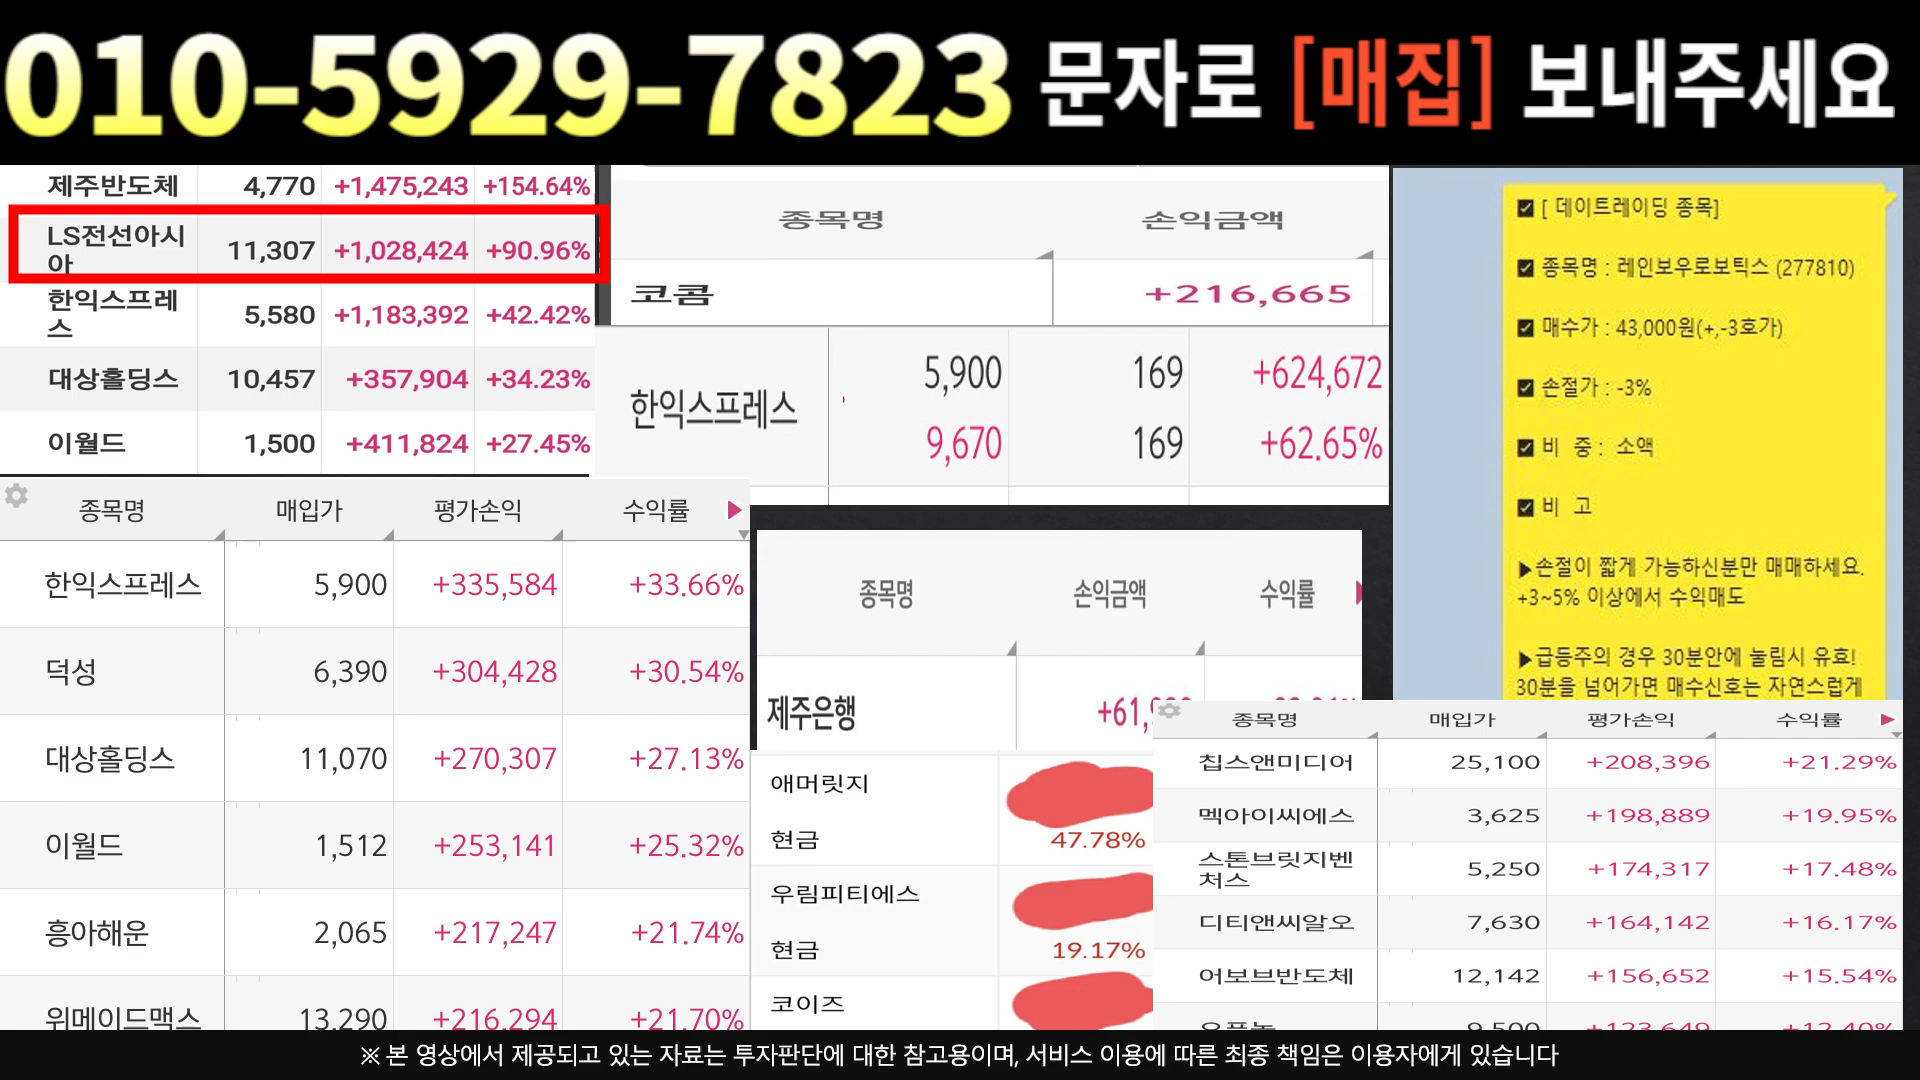 010-5929-7823 문자로 [매집] 보내주세요
제주반도체 4,770 +1,475,243 +154.64%
LS전선아시아 11,307 +1,028,424 +90.96%
한익스프레스 5,580 +1,183,392 +42.42%
대상홀딩스 10,457 +357,904 +34.23%
이월드 1,500 +411,824 +27.45%
종목명 손익금액
코콤 +216,665
한익스프레스 5,900 169 +624,672
9,670 169 +62.65%
☑ [ 데이트레이딩 종목]
☑ 종목명 : 레인보우로보틱스 (277810)
☑ 매수가 : 43,000원(+,-3호가)
☑ 손절가 : -3%
☑ 비 중 : 소액
☑ 비 고
▶손절이 짧게 가능하신분만 매매하세요.
+3~5% 이상에서 수익매도
▶급등주의 경우 30분안에 눌림시 유효!
30분을 넘어가면 매수신호는 자연스럽게
종목명 매입가 평가손익 수익률
한익스프레스 5,900 +335,584 +33.66%
덕성 6,390 +304,428 +30.54%
대상홀딩스 11,070 +270,307 +27.13%
이월드 1,512 +253,141 +25.32%
흥아해운 2,065 +217,247 +21.74%
위메이드맥스 13,290 +216,294 +21.70%
종목명 손익금액 수익률
제주은행
애머릿지
현금 47.78%
우림피티에스
현금 19.17%
코이즈
종목명 매입가 평가손익 수익률
칩스앤미디어 25,100 +208,396 +21.29%
멕아이씨에스 3,625 +198,889 +19.95%
스톤브릿지벤처스 5,250 +174,317 +17.48%
디티앤씨알오 7,630 +164,142 +16.17%
어보브반도체 12,142 +156,652 +15.54%
※ 본 영상에서 제공되고 있는 자료는 투자판단에 대한 참고용이며, 서비스 이용에 따른 최종 책임은 이용자에게 있습니다